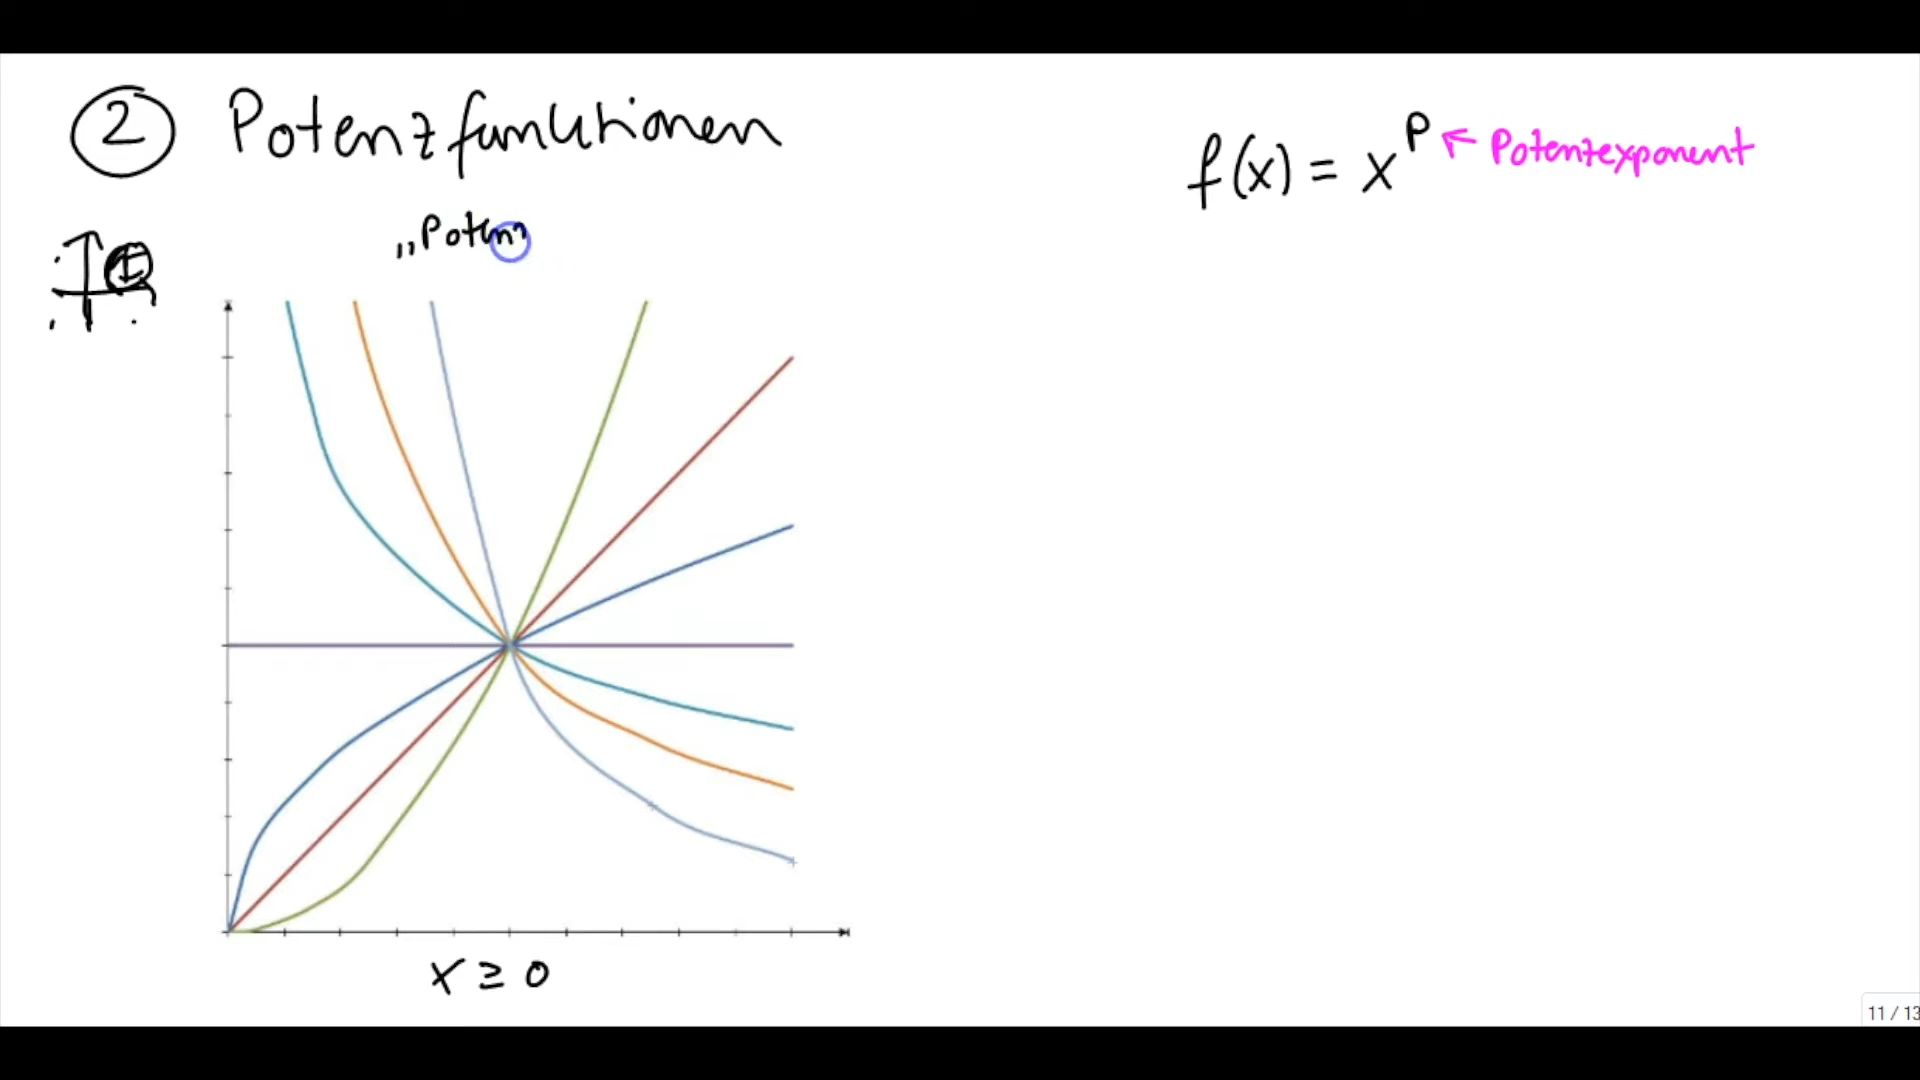 2 Potenzfunktionen
f(x) = x^p ← Potenzexponent
I
„Poten
x ≥ 0
11 / 13